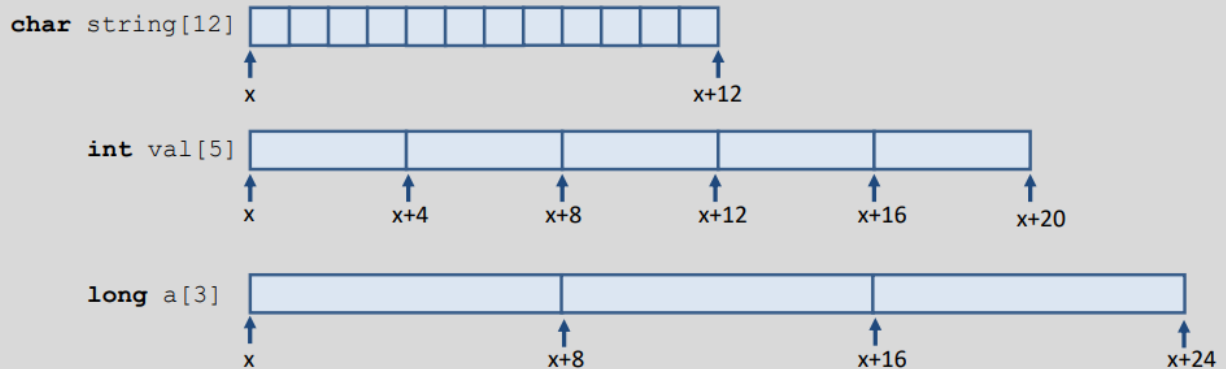 char string[12]
x x+12
int val[5]
x x+4 x+8 x+12 x+16 x+20
long a[3]
x x+8 x+16 x+24